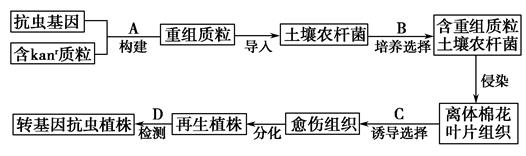 抗虫基因
含kanr质粒
A
构建
重组质粒
导入
土壤农杆菌
B
培养选择
含重组质粒
土壤农杆菌
侵染
离体棉花
叶片组织
C
诱导选择
愈伤组织
分化
再生植株
D
检测
转基因抗虫植株